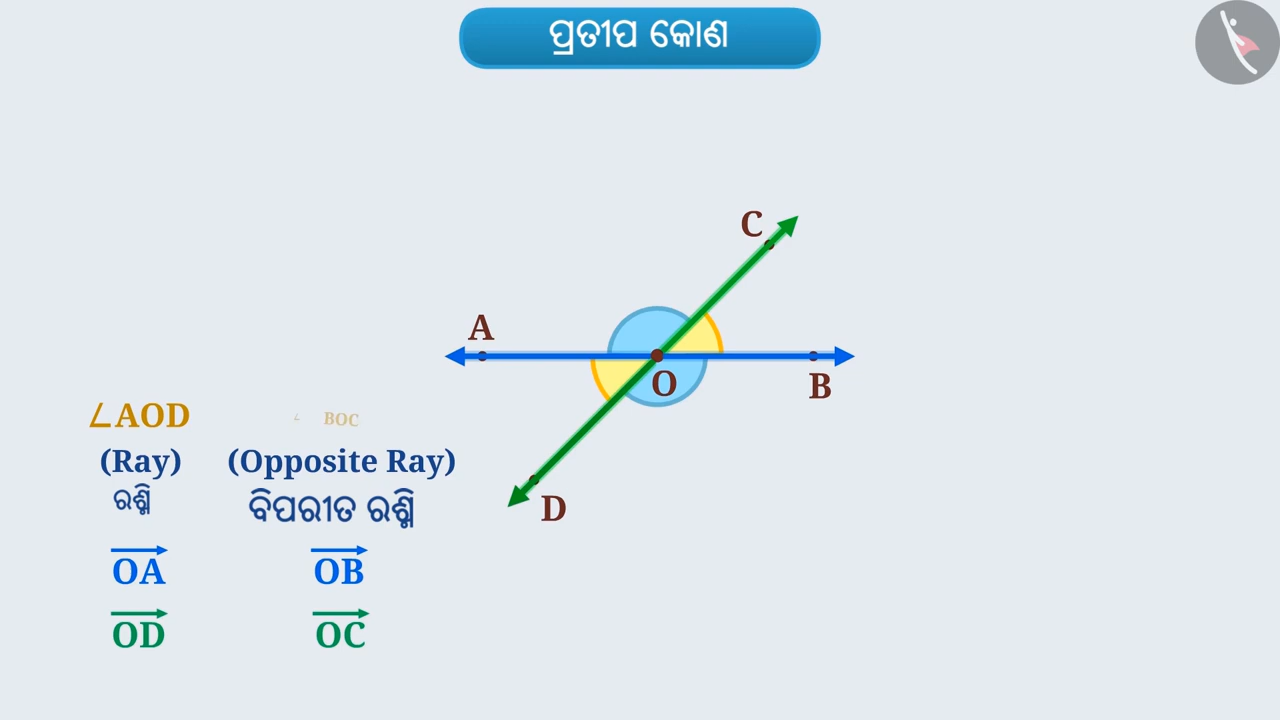 ପ୍ରତୀପ କୋଣ
C
A
O
B
∠AOD ∠ BOC
(Ray) (Opposite Ray)
ରଶ୍ମି ବିପରୀତ ରଶ୍ମି
D
OA OB
OD OC